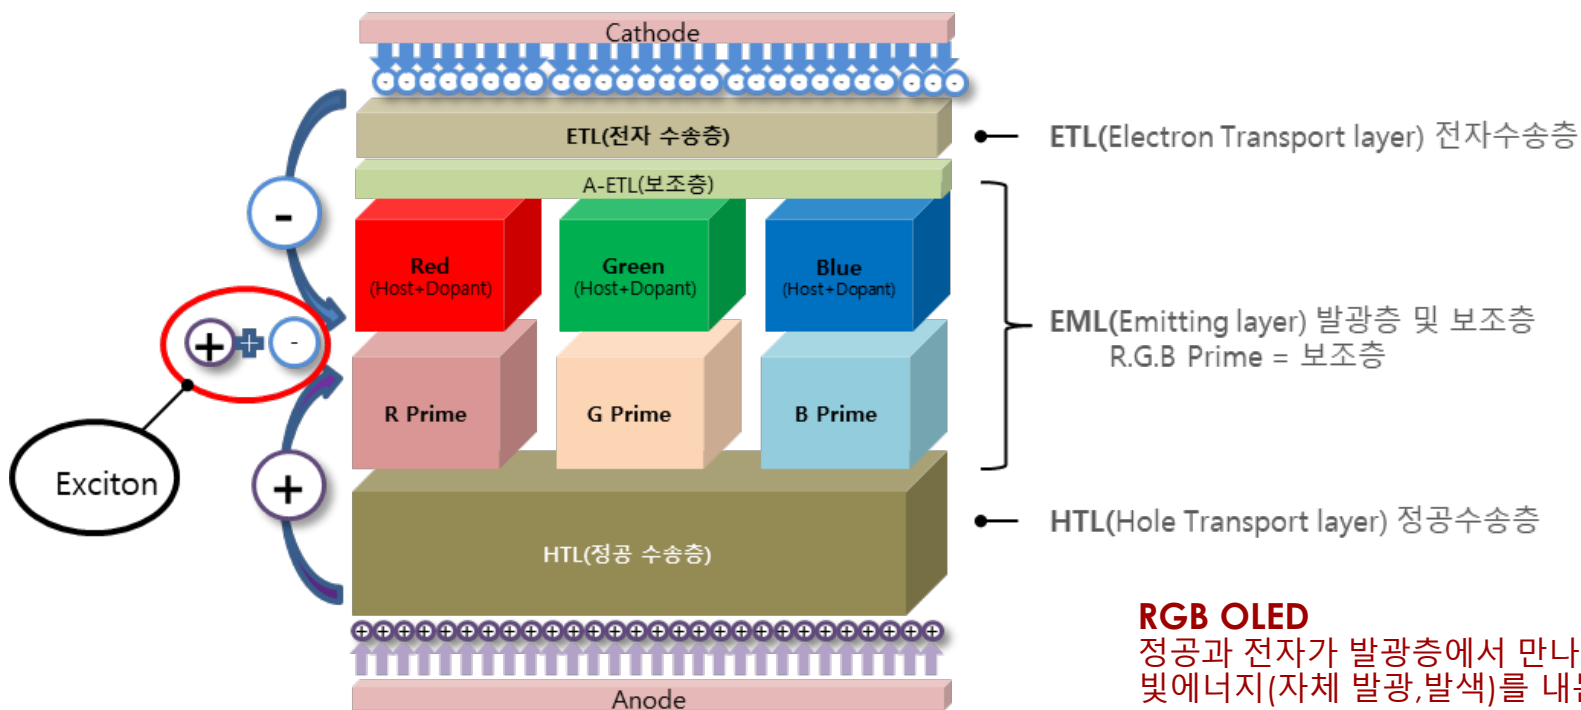 Cathode
ETL(전자 수송층)
ETL(Electron Transport layer) 전자수송층
A-ETL(보조층)
-
Red
(Host+Dopant)
Green
(Host+Dopant)
Blue
(Host+Dopant)
+ + -
EML(Emitting layer) 발광층 및 보조층
R.G.B Prime = 보조층
R Prime
G Prime
B Prime
Exciton
+
HTL(Hole Transport layer) 정공수송층
HTL(정공 수송층)
RGB OLED
정공과 전자가 발광층에서 만나
빛에너지(자체 발광,발색)를
Anode